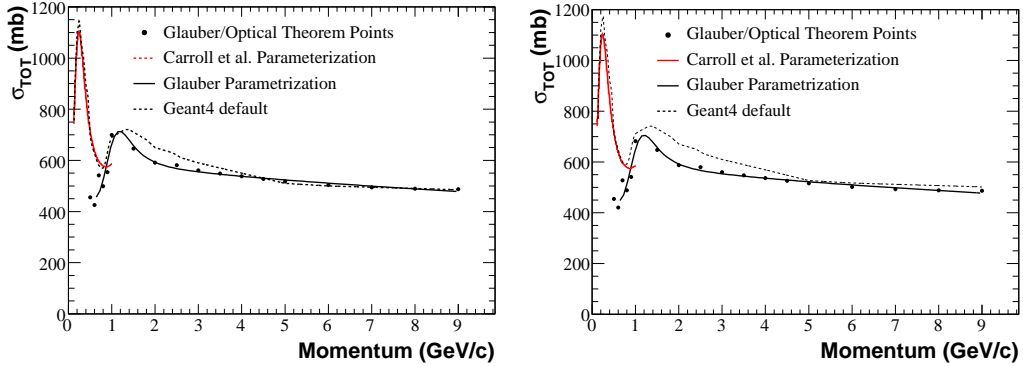 σTOT (mb)
1200
1000
800
600
400
200
0
Glauber/Optical Theorem Points
Carroll et al. Parameterization
Glauber Parametrization
Geant4 default
0 1 2 3 4 5 6 7 8 9
Momentum (GeV/c)
σTOT (mb)
1200
1000
800
600
400
200
0
Glauber/Optical Theorem Points
Carroll et al. Parameterization
Glauber Parametrization
Geant4 default
0 1 2 3 4 5 6 7 8 9
Momentum (GeV/c)